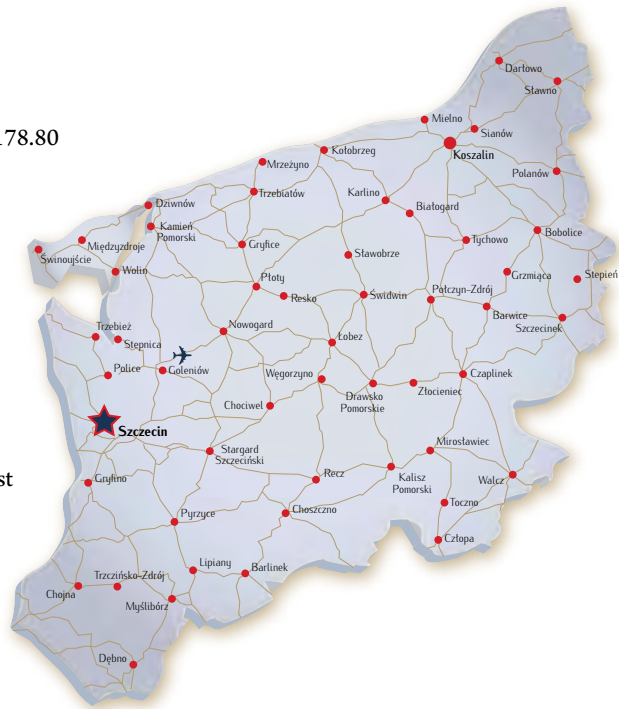 Darłowo
Sławno
178.80
Mielno
Sianów
Kołobrzeg
Koszalin
Mrzeżyno
Polanów
Trzebiatów
Karlino
Dziwnów
Białogard
Kamień
Pomorski
Bobolice
Międzyzdroje
Gryfice
Tychowo
Świnoujście
Sławobrze
Wolin
Grzmiąca
Stepień
Płoty
Resko
Świdwin
Połczyn-Zdrój
Barwice
Szczecinek
Trzebież
Nowogard
Stepnica
Łobez
Police
Goleniów
Węgorzyno
Czaplinek
Drawsko
Pomorskie
Złocieniec
Chociwel
Szczecin
Mirosławiec
Stargard
Szczeciński
st
Gryfino
Recz
Kalisz
Pomorski
Walcz
Toczno
Choszczno
Pyrzyce
Człopa
Lipiany
Barlinek
Trzczińsko-Zdrój
Chojna
Myślibórz
Dębno